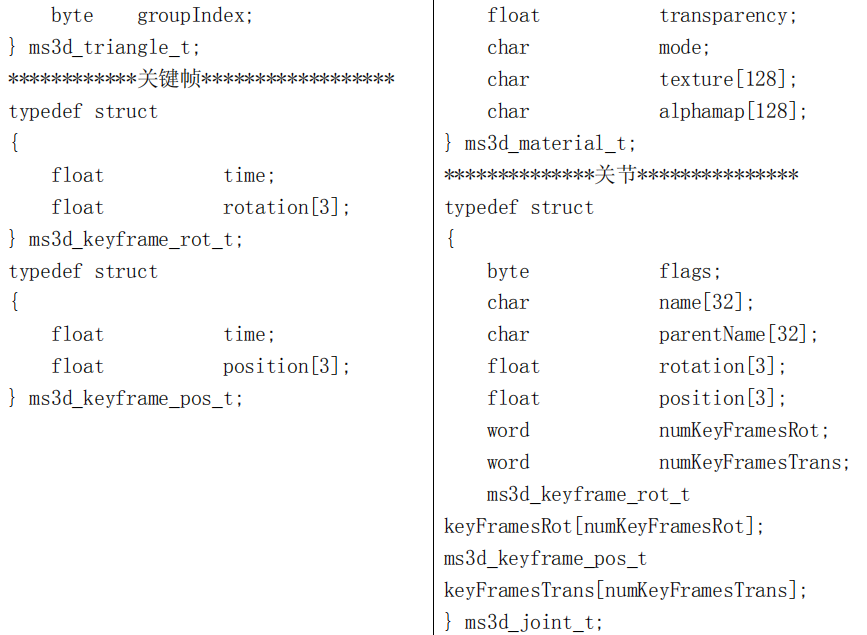 byte groupIndex;
} ms3d_triangle_t;
************关键帧******************
typedef struct
{
float time;
float rotation[3];
} ms3d_keyframe_rot_t;
typedef struct
{
float time;
float position[3];
} ms3d_keyframe_pos_t;
float transparency;
char mode;
char texture[128];
char alphamap[128];
} ms3d_material_t;
**************关节***************
typedef struct
{
byte flags;
char name[32];
char parentName[32];
float rotation[3];
float position[3];
word numKeyFramesRot;
word numKeyFramesTrans;
ms3d_keyframe_rot_t
keyFramesRot[numKeyFramesRot];
ms3d_keyframe_pos_t
keyFramesTrans[numKeyFramesTrans];
} ms3d_joint_t;